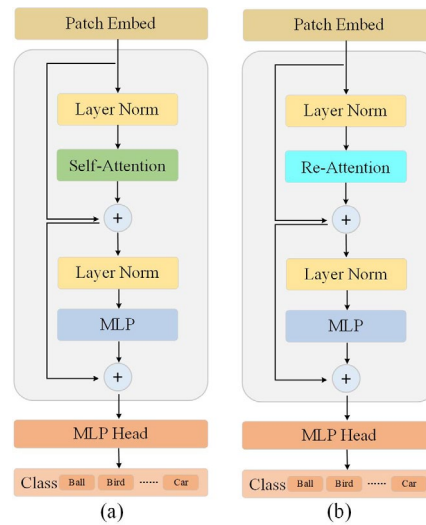 Patch Embed
Layer Norm
Self-Attention
+
Layer Norm
MLP
+
MLP Head
Class Ball Bird ...... Car
(a)
Patch Embed
Layer Norm
Re-Attention
+
Layer Norm
MLP
+
MLP Head
Class Ball Bird ...... Car
(b)